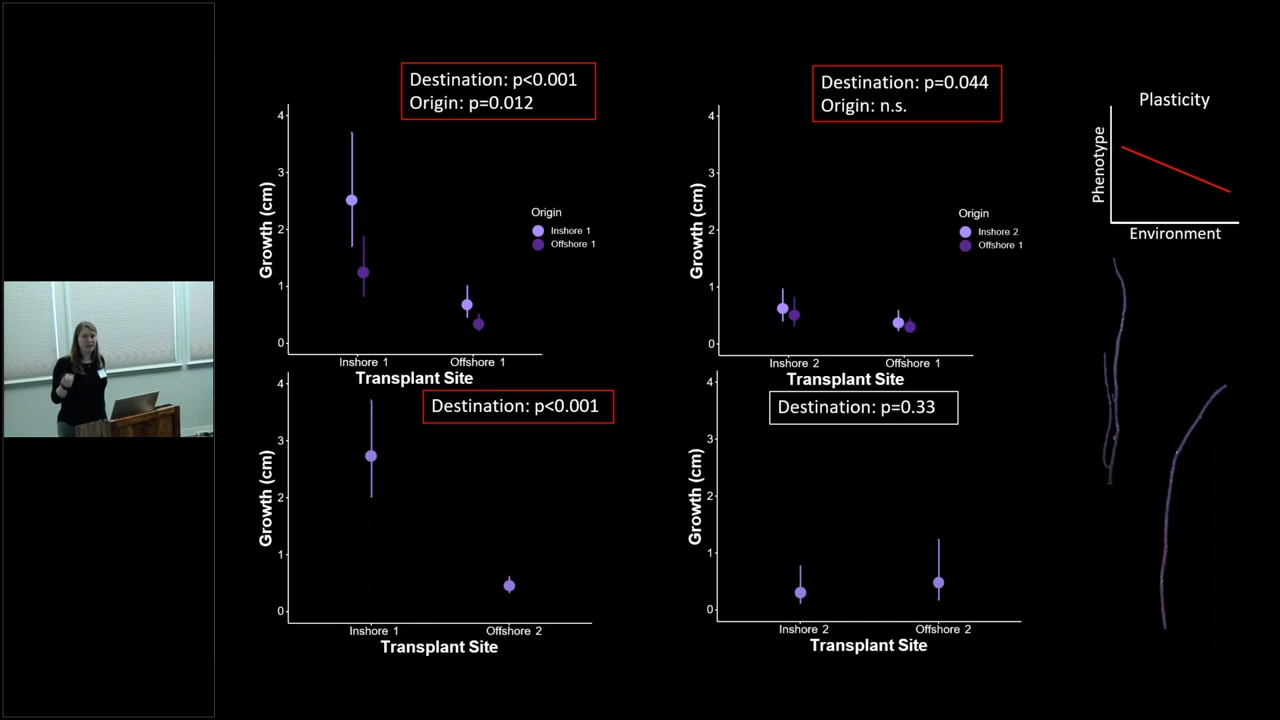 Destination: p<0.001
Origin: p=0.012
4
3
2
1
0
Growth (cm)
Origin
Inshore 1
Offshore 1
Inshore 1
Offshore 1
Transplant Site
Destination: p=0.044
Origin: n.s.
4
3
2
1
0
Growth (cm)
Origin
Inshore 2
Offshore 1
Inshore 2
Offshore 1
Transplant Site
Plasticity
Phenotype
Environment
Destination: p<0.001
4
3
2
1
0
Growth (cm)
Inshore 1
Offshore 2
Transplant Site
Destination: p=0.33
4
3
2
1
0
Growth (cm)
Inshore 2
Offshore 2
Transplant Site